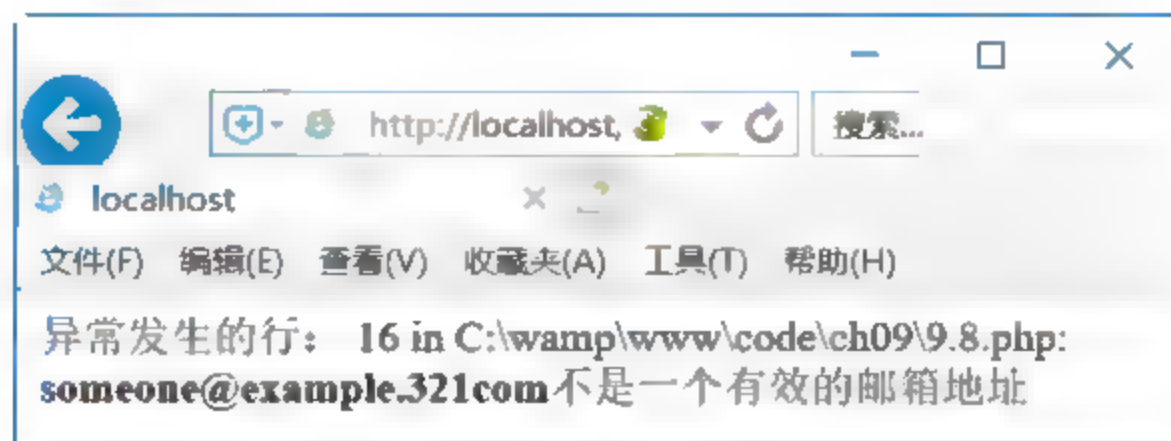 http://localhost, 搜索...
localhost
文件(F) 编辑(E) 查看(V) 收藏夹(A) 工具(T) 帮助(H)
异常发生的行： 16 in C:\wamp\www\code\ch09\9.8.php:
someone@example.321com不是一个有效的邮箱地址